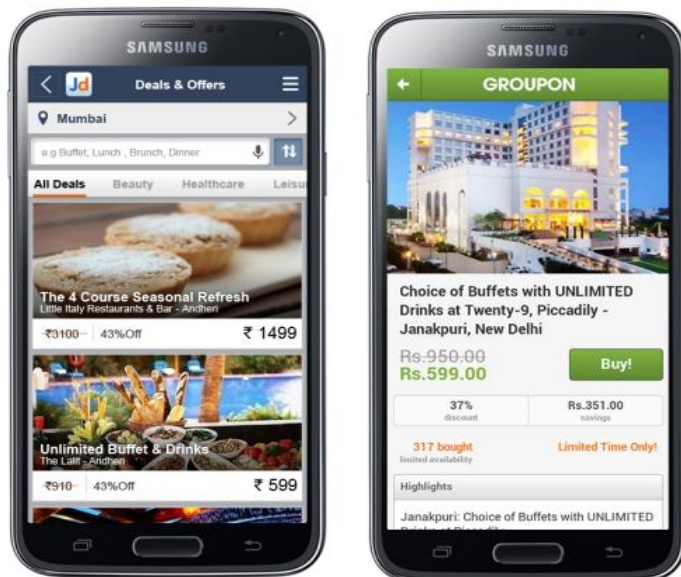 SAMSUNG
Jd
Deals & Offers
Mumbai
e.g Buffet, Lunch , Brunch, Dinner
All Deals
Beauty
Healthcare
Leisu
The 4 Course Seasonal Refresh
Little Italy Restaurants & Bar - Andheri
₹3100
43%Off
₹ 1499
Unlimited Buffet & Drinks
The Lalit - Andheri
₹910
43%Off
₹ 599
SAMSUNG
GROUPON
Choice of Buffets with UNLIMITED
Drinks at Twenty-9, Piccadily -
Janakpuri, New Delhi
Rs.950.00
Rs.599.00
Buy!
37%
discount
Rs.351.00
savings
317 bought
limited availability
Limited Time Only!
Highlights
Janakpuri: Choice of Buffets with UNLIMITED